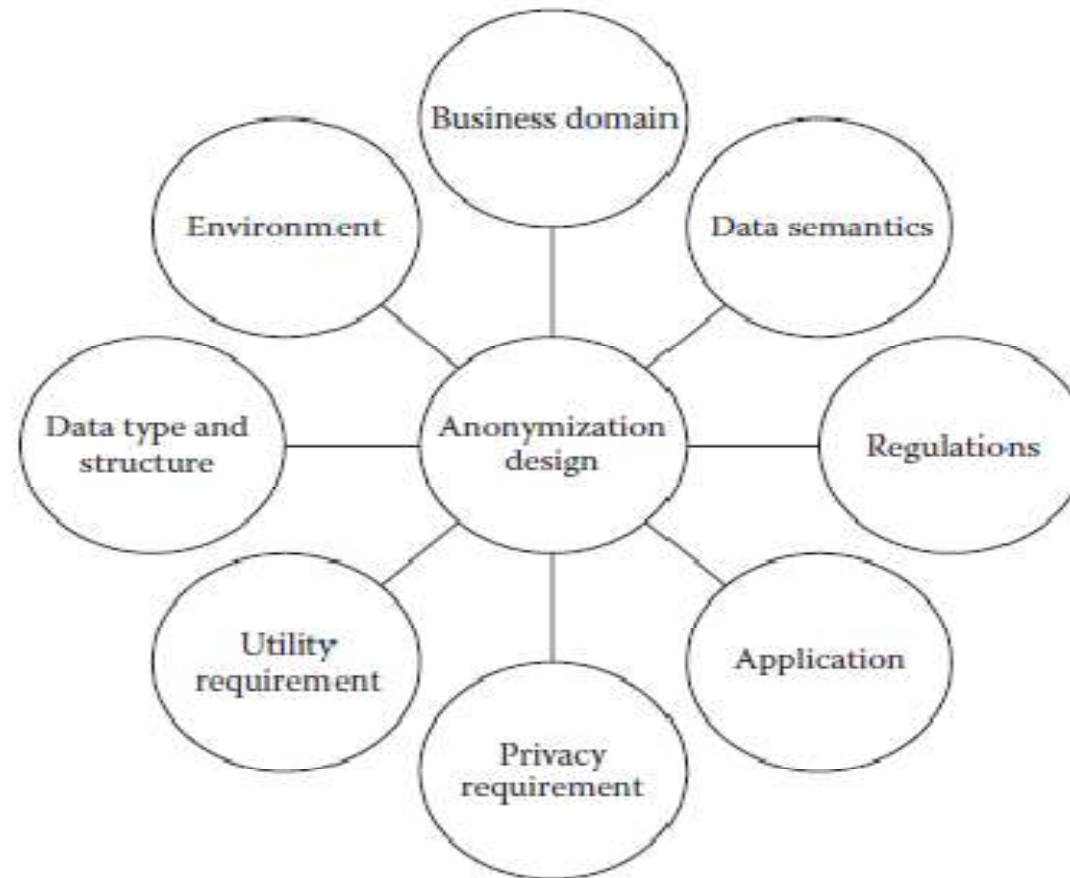 Business domain
Environment
Data semantics
Data type and
structure
Anonymization
design
Regulations
Utility
requirement
Application
Privacy
requirement